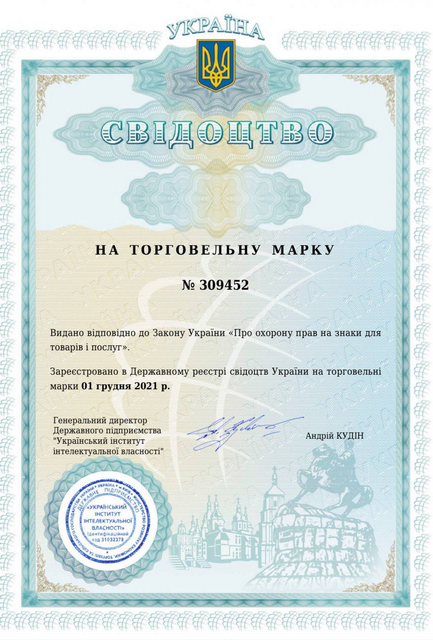 УКРАЇНА
СВІДОЦТВО
НА ТОРГОВЕЛЬНУ МАРКУ
№ 309452
Видано відповідно до Закону України «Про охорону прав на знаки для
товарів і послуг».
Зареєстровано в Державному реєстрі свідоцтв України на торговельні
марки 01 грудня 2021 р.
Генеральний директор
Державного підприємства
"Український інститут
інтелектуальної власності"
Андрій КУДІН
ДЕРЖАВНЕ ПІДПРИЄМСТВО
«УКРАЇНСЬКИЙ
ІНСТИТУТ
ІНТЕЛЕКТУАЛЬНОЇ
ВЛАСНОСТІ»
Ідентифікаційний
код 31032378